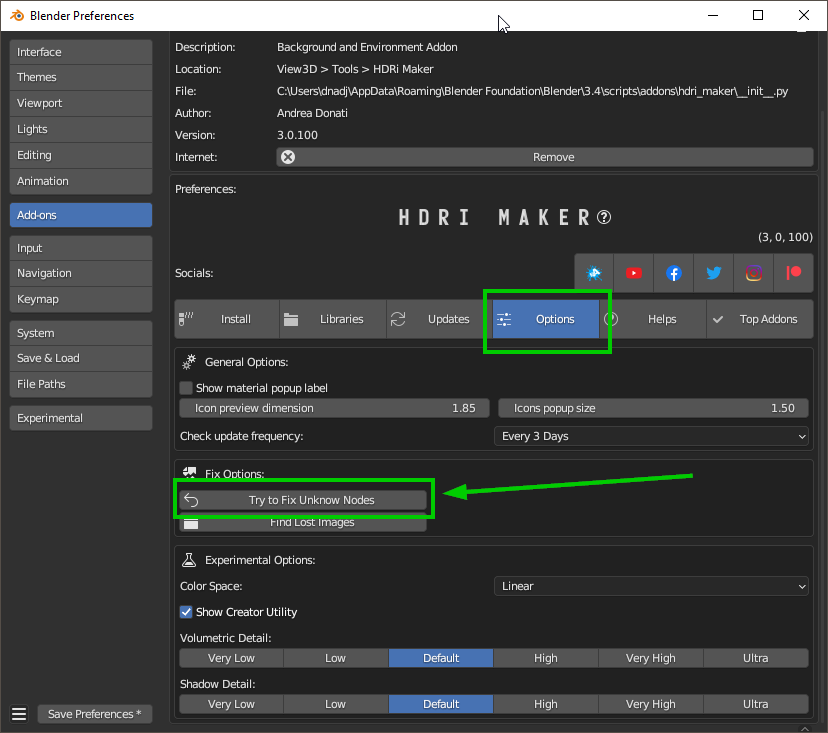 Blender Preferences
Interface
Themes
Viewport
Lights
Editing
Animation
Add-ons
Input
Navigation
Keymap
System
Save & Load
File Paths
Experimental
Save Preferences *
Description: Background and Environment Addon
Location: View3D > Tools > HDRi Maker
File: C:\Users\dnadj\AppData\Roaming\Blender Foundation\Blender\3.4\scripts\addons\hdri_maker\__init__.py
Author: Andrea Donati
Version: 3.0.100
Internet: Remove
Preferences:
HDRI MAKER
(3, 0, 100)
Socials:
Install Libraries Updates Options Helps Top Addons
General Options:
Show material popup label
Icon preview dimension 1.85 Icons popup size 1.50
Check update frequency: Every 3 Days
Fix Options:
Try to Fix Unknow Nodes
Find Lost Images
Experimental Options:
Color Space: Linear
Show Creator Utility
Volumetric Detail:
Very Low Low Default High Very High Ultra
Shadow Detail:
Very Low Low Default High Very High Ultra